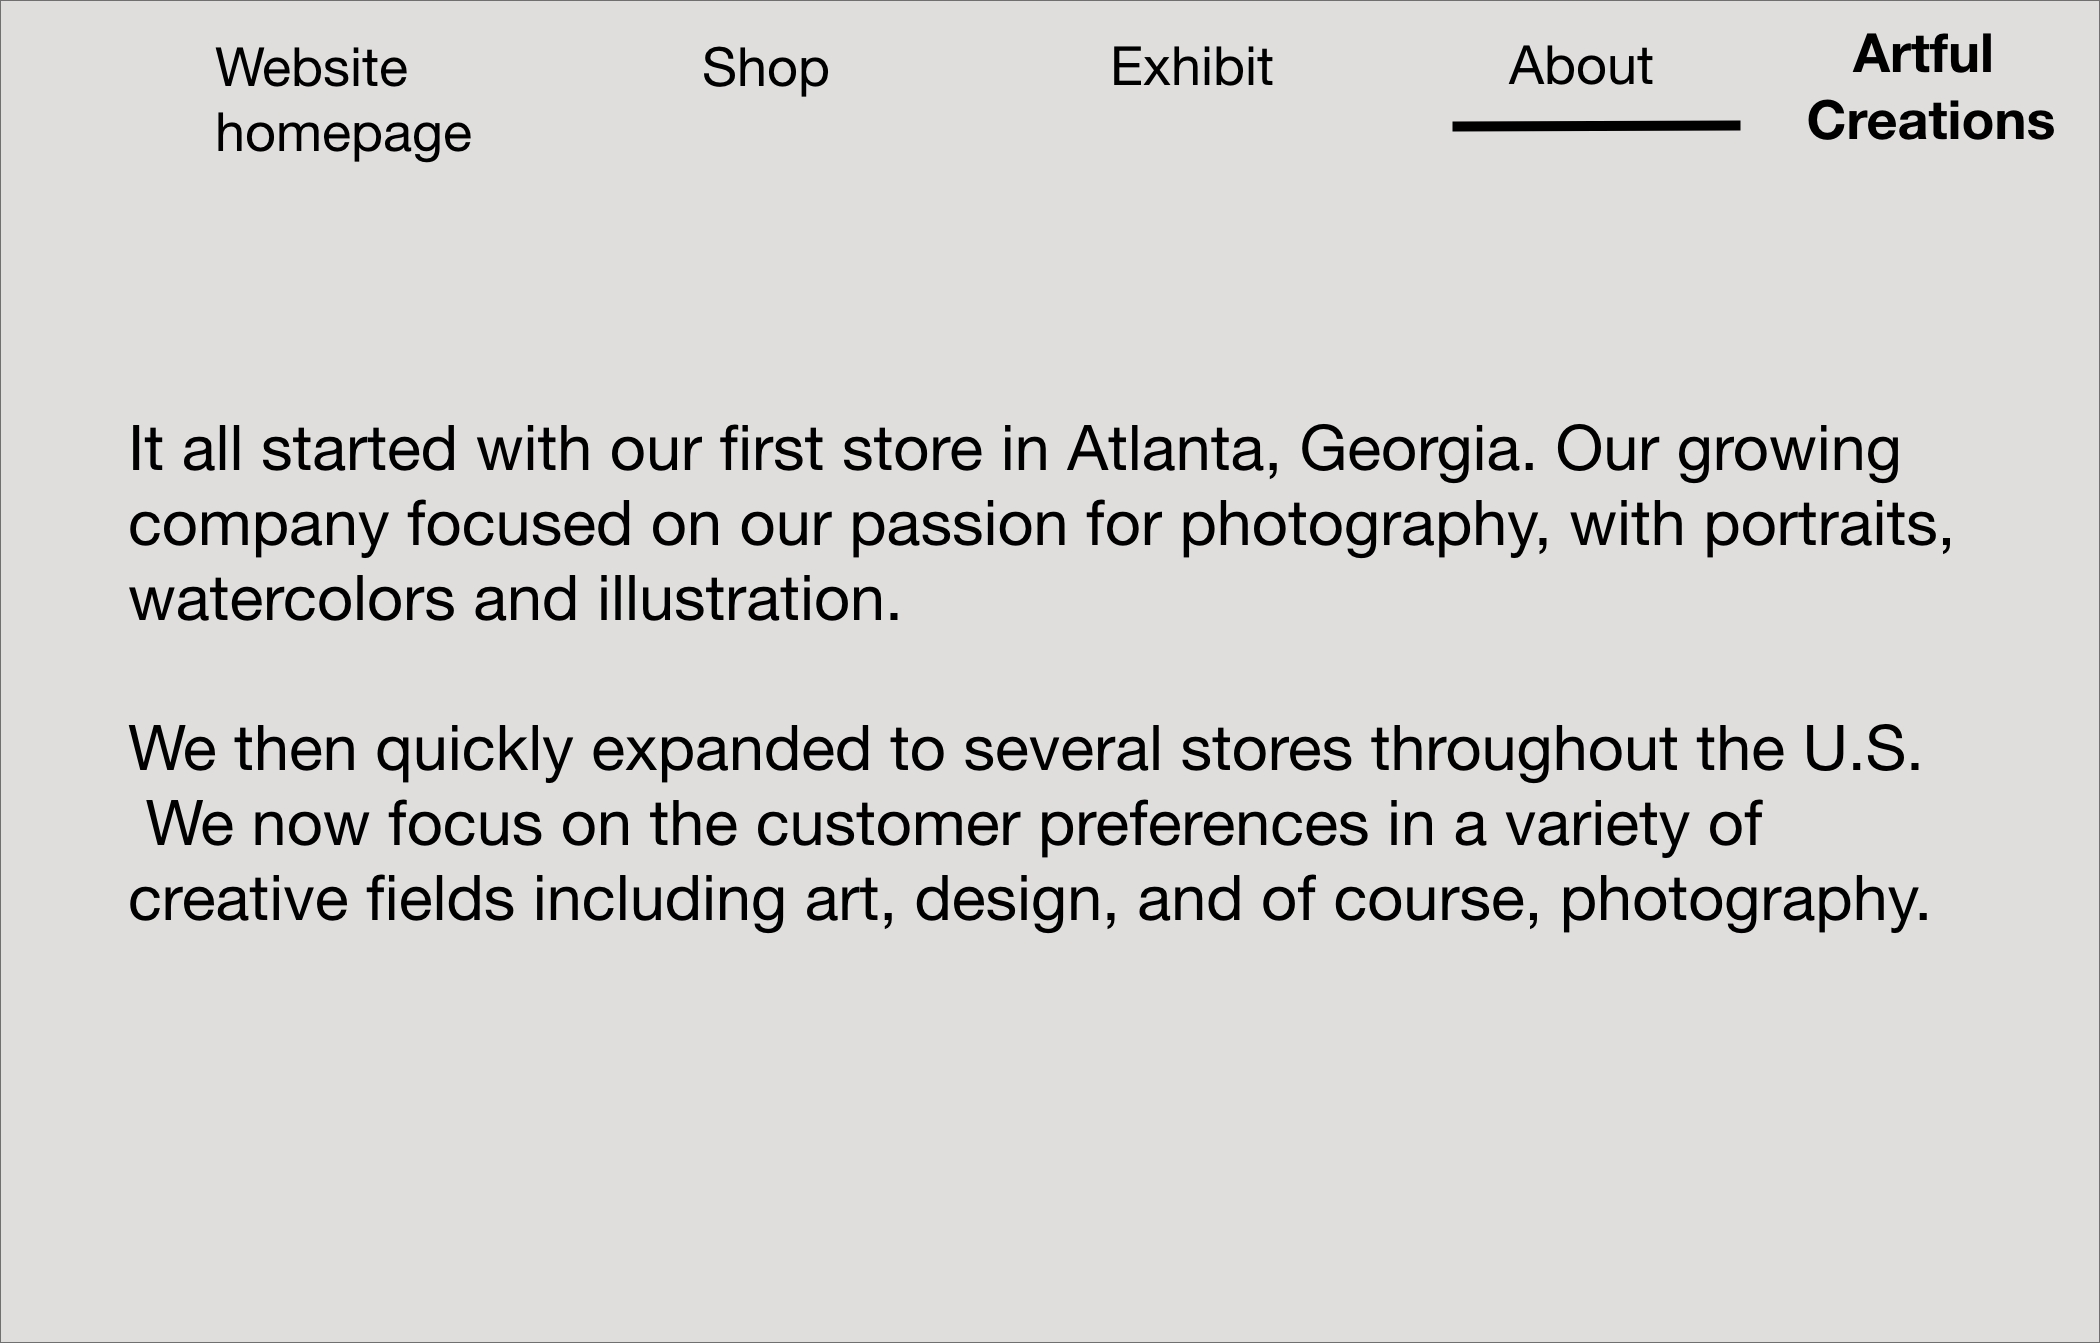 Website
homepage
Shop
Exhibit
About
Artful
Creations
It all started with our first store in Atlanta, Georgia. Our growing
company focused on our passion for photography, with portraits,
watercolors and illustration.
We then quickly expanded to several stores throughout the U.S.
We now focus on the customer preferences in a variety of
creative fields including art, design, and of course, photography.